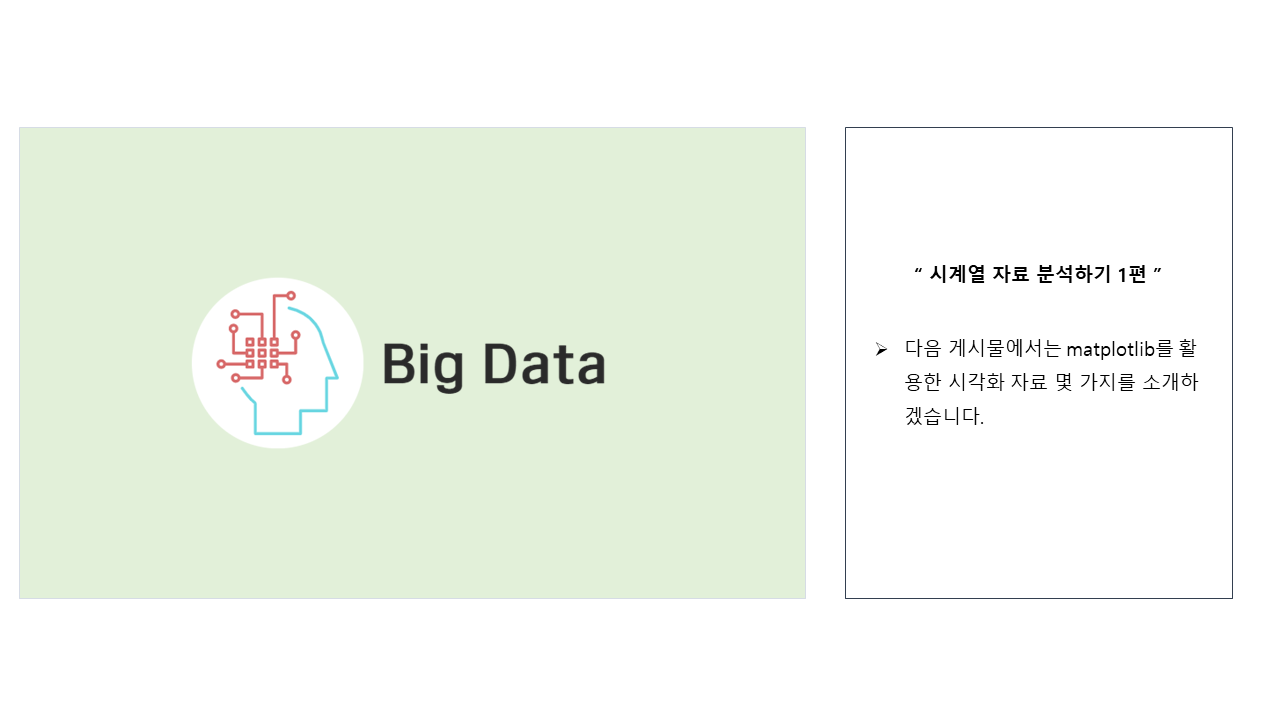 Big Data
“ 시계열 자료 분석하기 1편 ”
➢ 다음 게시물에서는 matplotlib를 활
용한 시각화 자료 몇 가지를 소개하
겠습니다.